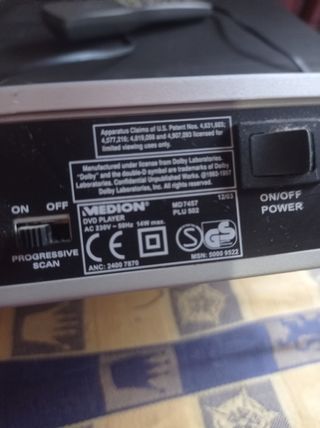 Apparatus Claims of U.S. Patent Nos. 4,631,603;
4,577,216; 4,819,098 and 4,907,093 licensed for
limited viewing uses only.
Manufactured under license from Dolby Laboratories.
"Dolby" and the double-D symbol are trademarks of Dolby
Laboratories. Confidential Unpublished Works. @1992-1997
Dolby Laboratories, Inc. All rights reserved.
ON OFF
PROGRESSIVE
SCAN
MEDION MD7457 12/03
DVD PLAYER PLU 502
AC 230V ~ 50Hz 14W max.
CE S GS
ANC: 2400 7870 MSN: 5000 9522
ON/OFF
POWER